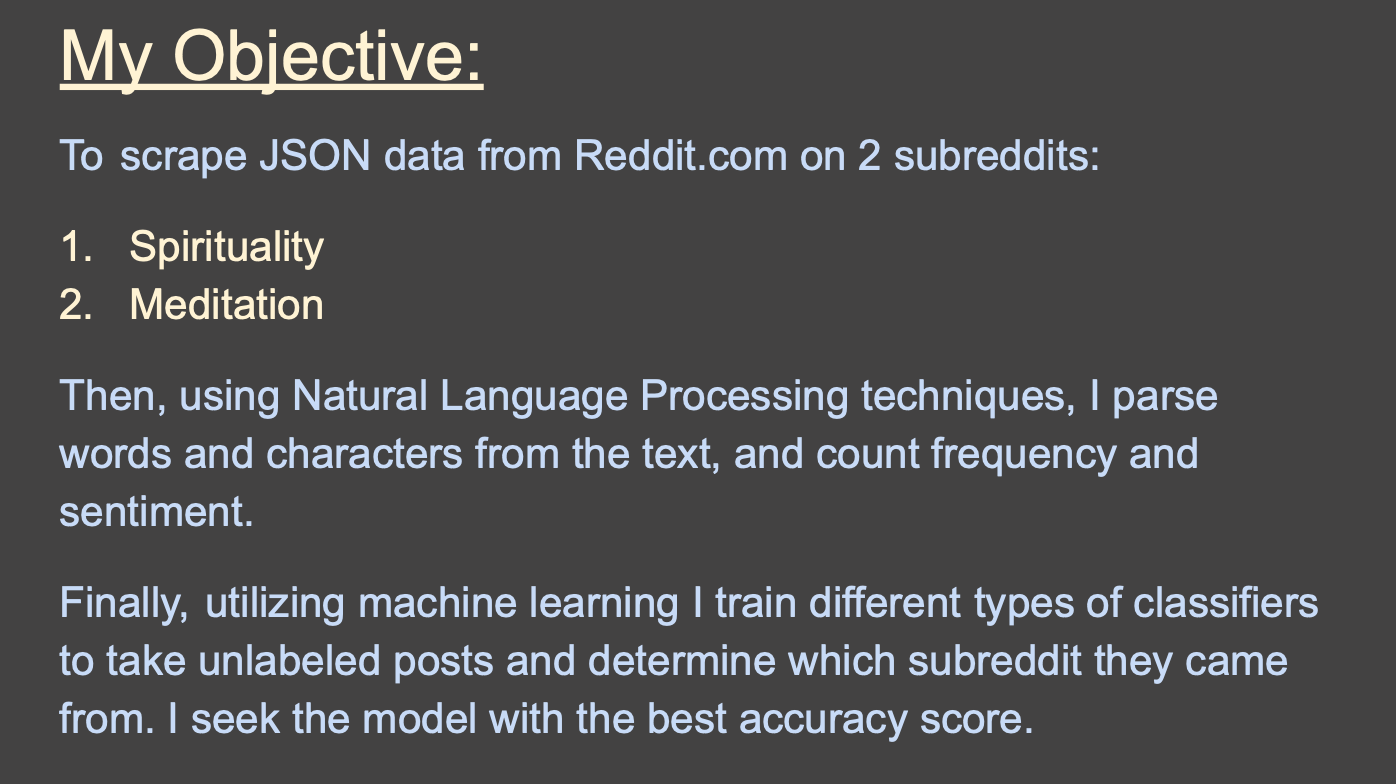 My Objective:
To scrape JSON data from Reddit.com on 2 subreddits:
1. Spirituality
2. Meditation
Then, using Natural Language Processing techniques, I parse
words and characters from the text, and count frequency and
sentiment.
Finally, utilizing machine learning I train different types of classifiers
to take unlabeled posts and determine which subreddit they came
from. I seek the model with the best accuracy score.